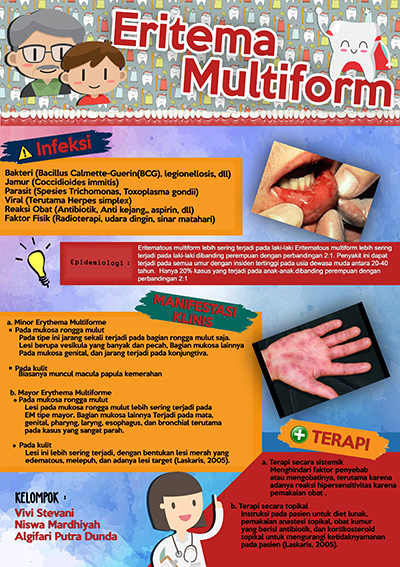 Eritema
Multiform
Infeksi
Bakteri (Bacillus Calmette-Guerin(BCG), legionellosis, dll)
Jamur (Coccidioides immitis)
Parasit (Spesies Trichomonas, Toxoplasma gondii)
Viral (Terutama Herpes simplex)
Reaksi Obat (Antibiotik, Anti kejang,, aspirin, dll)
Faktor Fisik (Radioterapi, udara dingin, sinar matahari)
Epidemiologi :
Eritematous multiform lebih sering terjadi pada laki-laki Eritematous multiform lebih sering
terjadi pada laki-laki dibanding perempuan dengan perbandingan 2:1. Penyakit ini dapat
terjadi pada semua umur dengan insiden tertinggi pada usia dewasa muda antara 20-40
tahun. Hanya 20% kasus yang terjadi pada anak-anak.dibanding perempuan dengan
perbandingan 2:1
MANIFESTASI
KLINIS
a. Minor Erythema Multiforme
• Pada mukosa rongga mulut
Pada tipe ini jarang sekali terjadi pada bagian rongga mulut saja.
Lesi berupa vesikula yang banyak dan pecah, Bagian mukosa lainnya
Pada mukosa genital, dan jarang terjadi pada konjungtiva.
• Pada kulit
Biasanya muncul macula papula kemerahan
b. Mayor Erythema Multiforme
• Pada mukosa rongga mulut
Lesi pada mukosa rongga mulut lebih sering terjadi pada
EM tipe mayor. Bagian mukosa lainnya Terjadi pada mata,
genital, pharyng, laryng, esophagus, dan bronchial terutama
pada kasus yang sangat parah.
• Pada kulit
Lesi ini lebih sering terjadi, dengan bentukan lesi merah yang
edematous, melepuh, dan adanya lesi target (Laskaris, 2005).
TERAPI
a. Terapi secara sistemik
Menghindari faktor penyebab
atau mengobatinya, terutama karena
adanya reaksi hipersensitivitas karena
pemakaian obat .
b. Terapi secara topikal
Instruksi pada pasien untuk diet lunak,
pemakaian anastesi topikal, obat kumur
yang berisi antibiotik, dan kortikosteroid
topikal untuk mengurangi ketidaknyamanan
pada pasien (Laskaris, 2005).
KELOMPOK :
Vivi Stevani
Niswa Mardhiyah
Algifari Putra Dunda